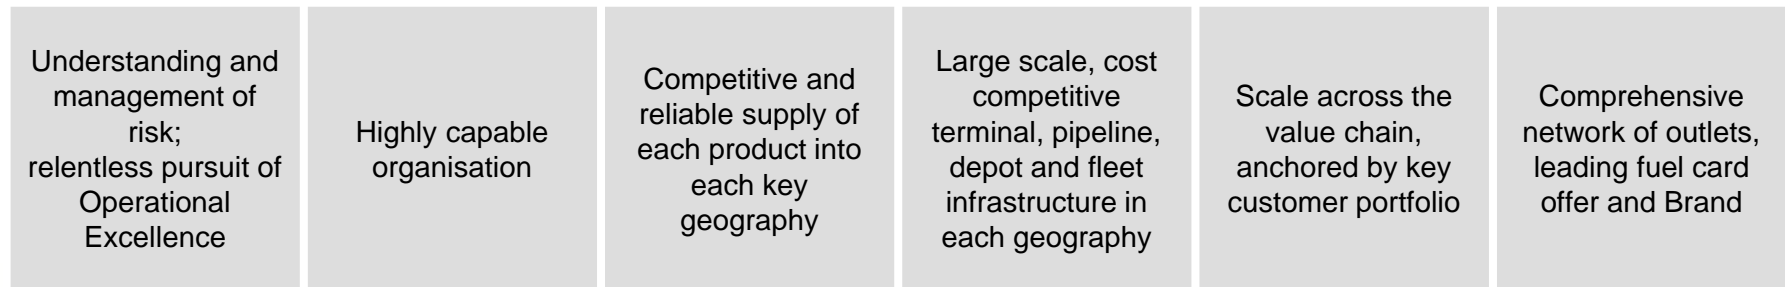 Understanding and
management of
risk;
relentless pursuit of
Operational
Excellence
Highly capable
organisation
Competitive and
reliable supply of
each product into
each key
geography
Large scale, cost
competitive
terminal, pipeline,
depot and fleet
infrastructure in
each geography
Scale across the
value chain,
anchored by key
customer portfolio
Comprehensive
network of outlets,
leading fuel card
offer and Brand